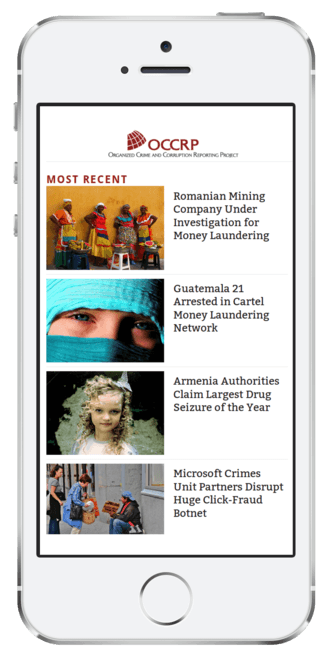 OCCRP
Organized Crime and Corruption Reporting Project
MOST RECENT
Romanian Mining
Company Under
Investigation for
Money Laundering
Guatemala 21
Arrested in Cartel
Money Laundering
Network
Armenia Authorities
Claim Largest Drug
Seizure of the Year
Microsoft Crimes
Unit Partners Disrupt
Huge Click-Fraud
Botnet